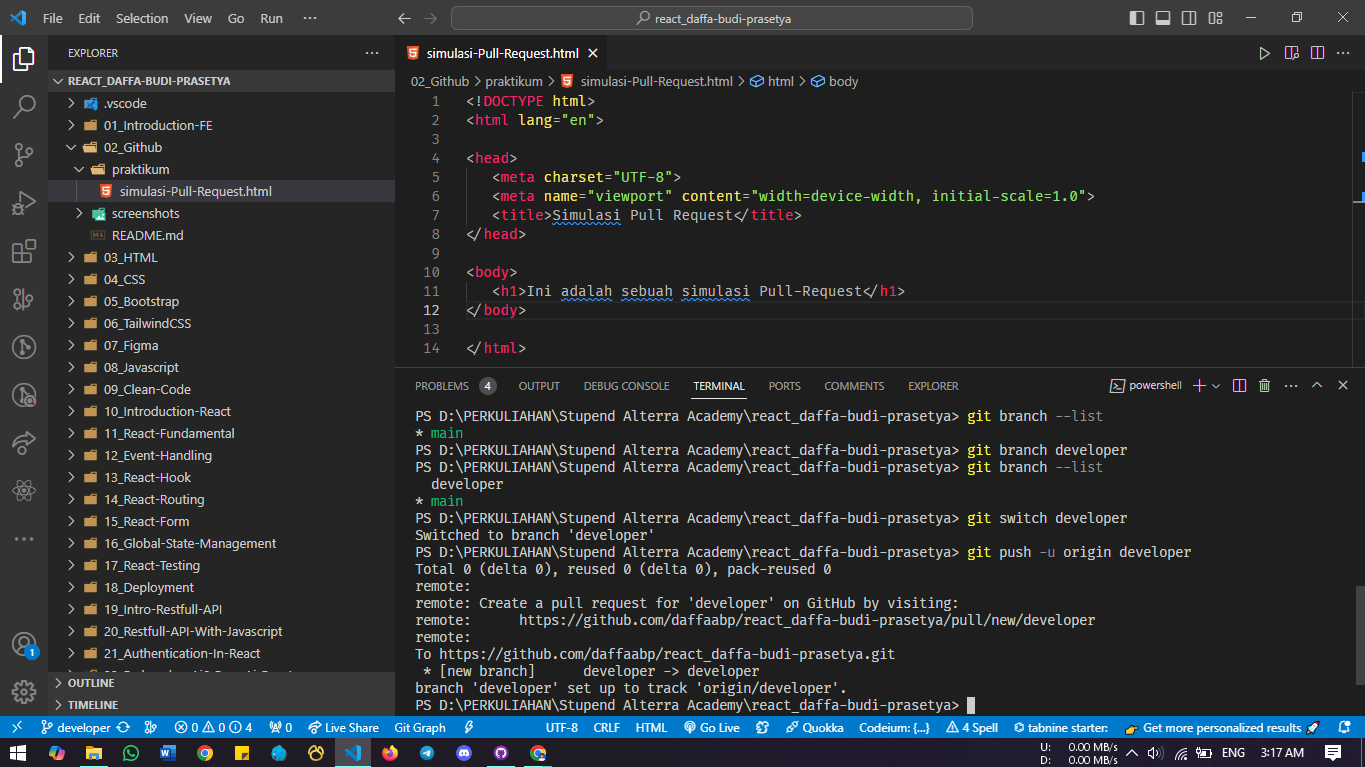 File Edit Selection View Go Run ···
react_daffa-budi-prasetya
EXPLORER
REACT_DAFFA-BUDI-PRASETYA
.vscode
01_Introduction-FE
02_Github
praktikum
simulasi-Pull-Request.html
screenshots
README.md
03_HTML
04_CSS
05_Bootstrap
06_TailwindCSS
07_Figma
08_Javascript
09_Clean-Code
10_Introduction-React
11_React-Fundamental
12_Event-Handling
13_React-Hook
14_React-Routing
15_React-Form
16_Global-State-Management
17_React-Testing
18_Deployment
19_Intro-Restfull-API
20_Restfull-API-With-Javascript
21_Authentication-In-React
OUTLINE
TIMELINE
simulasi-Pull-Request.html
02_Github > praktikum > simulasi-Pull-Request.html > html > body
1 <!DOCTYPE html>
2 <html lang="en">
3
4 <head>
5 <meta charset="UTF-8">
6 <meta name="viewport" content="width=device-width, initial-scale=1.0">
7 <title>Simulasi Pull Request</title>
8 </head>
9
10 <body>
11 <h1>Ini adalah sebuah simulasi Pull-Request</h1>
12 </body>
13
14 </html>
PROBLEMS 4 OUTPUT DEBUG CONSOLE TERMINAL PORTS COMMENTS EXPLORER powershell
PS D:\PERKULIAHAN\Stupend Alterra Academy\react_daffa-budi-prasetya> git branch --list
* main
PS D:\PERKULIAHAN\Stupend Alterra Academy\react_daffa-budi-prasetya> git branch developer
PS D:\PERKULIAHAN\Stupend Alterra Academy\react_daffa-budi-prasetya> git branch --list
developer
* main
PS D:\PERKULIAHAN\Stupend Alterra Academy\react_daffa-budi-prasetya> git switch developer
Switched to branch 'developer'
PS D:\PERKULIAHAN\Stupend Alterra Academy\react_daffa-budi-prasetya> git push -u origin developer
Total 0 (delta 0), reused 0 (delta 0), pack-reused 0
remote:
remote: Create a pull request for 'developer' on GitHub by visiting:
remote: https://github.com/daffaabp/react_daffa-budi-prasetya/pull/new/developer
remote:
To https://github.com/daffaabp/react_daffa-budi-prasetya.git
* [new branch] developer -> developer
branch 'developer' set up to track 'origin/developer'.
PS D:\PERKULIAHAN\Stupend Alterra Academy\react_daffa-budi-prasetya>
1
developer 0 0 4 0 Live Share Git Graph UTF-8 CRLF HTML Go Live Quokka Codeium: {...} 4 Spell tabnine starter: Get more personalized results
U: 0.00 MB/s
D: 0.00 MB/s
ENG 3:17 AM